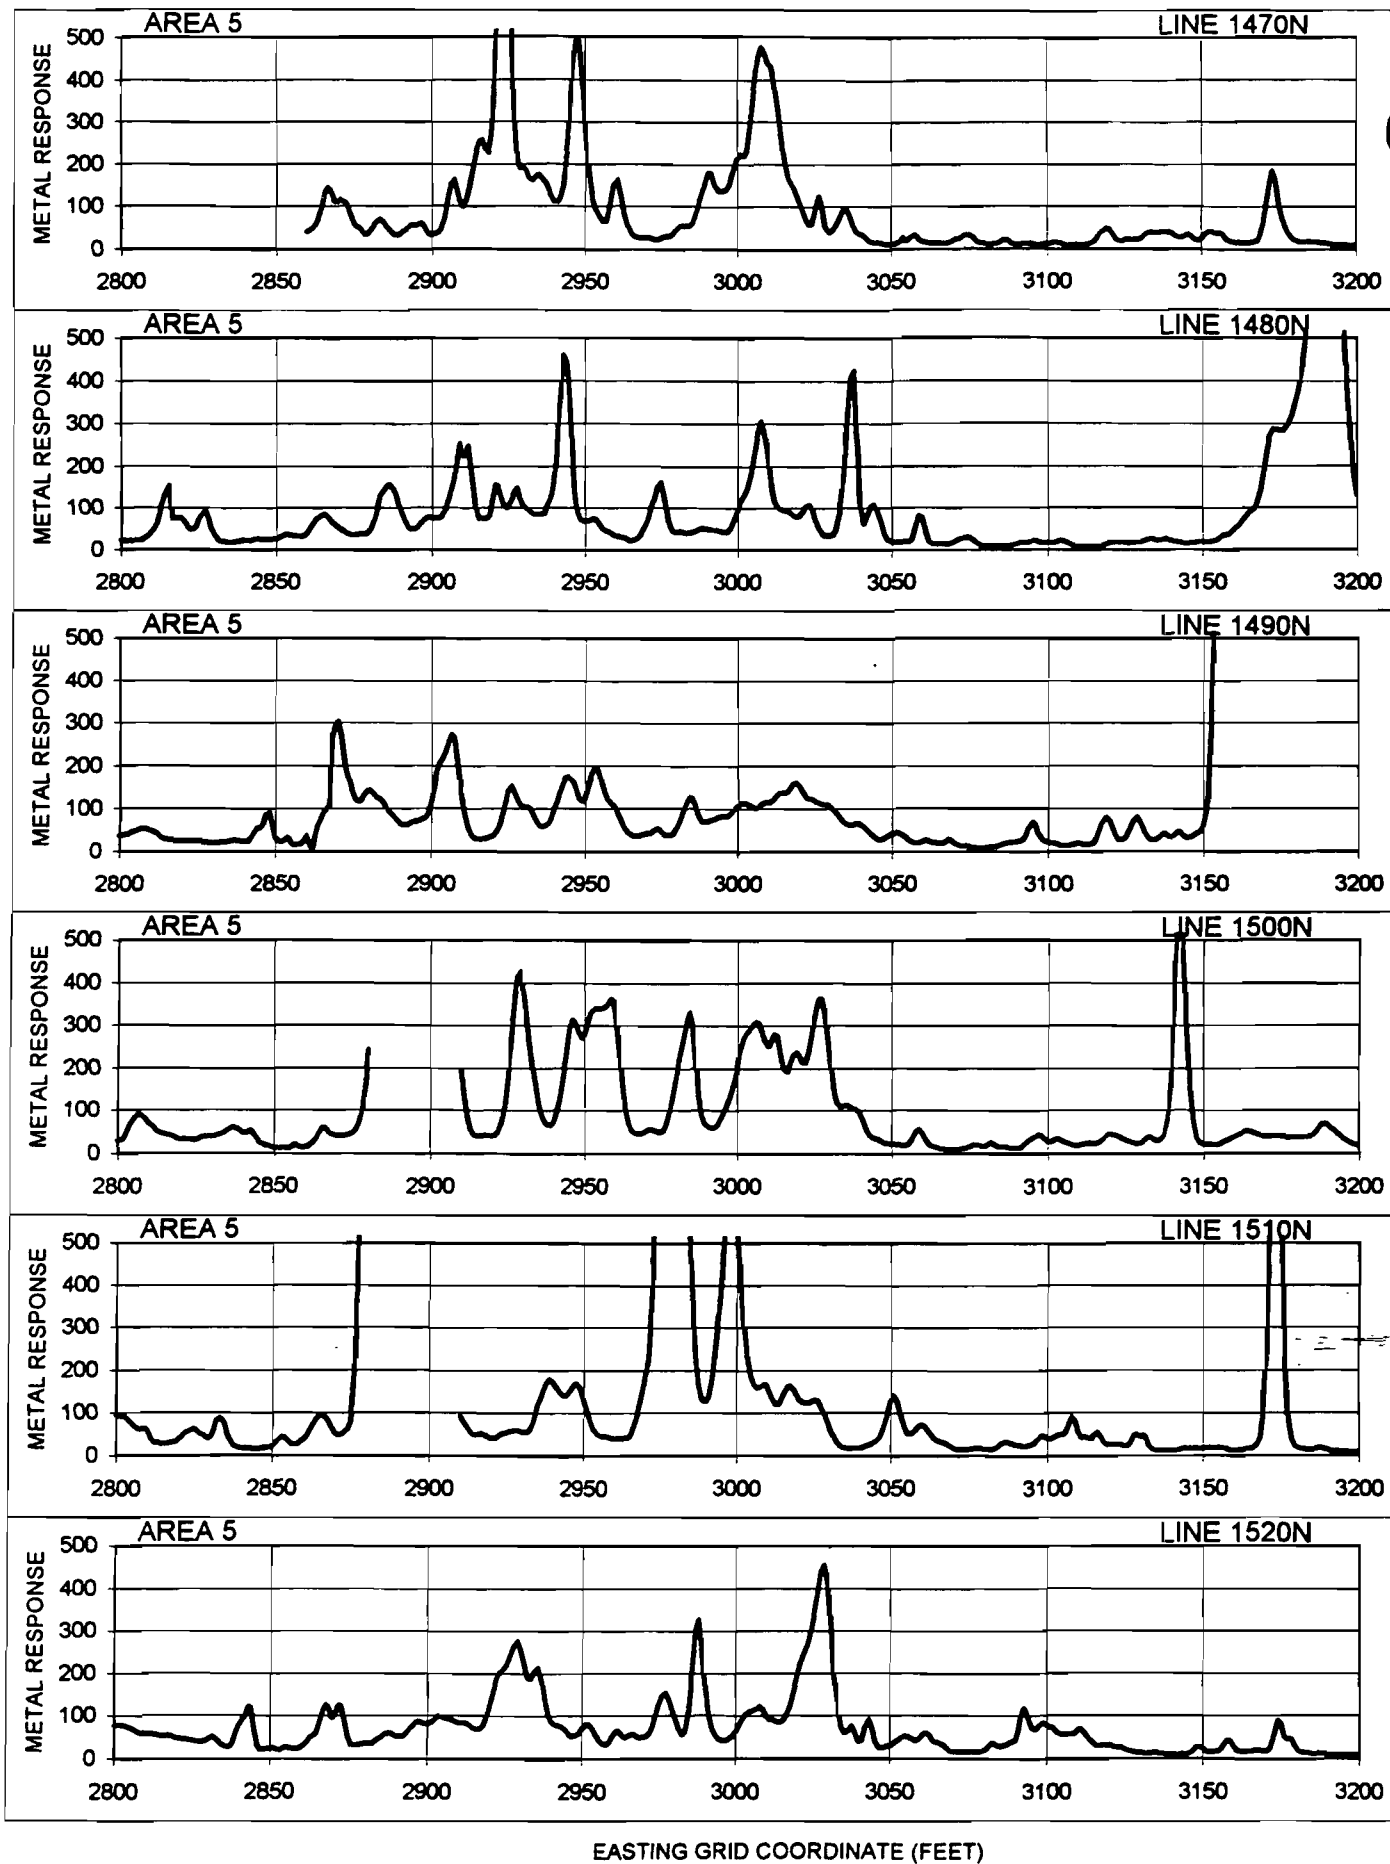 AREA 5 LINE 1470N
METAL RESPONSE
500
400
300
200
100
0
2800 2850 2900 2950 3000 3050 3100 3150 3200
AREA 5 LINE 1480N
METAL RESPONSE
500
400
300
200
100
0
2800 2850 2900 2950 3000 3050 3100 3150 3200
AREA 5 LINE 1490N
METAL RESPONSE
500
400
300
200
100
0
2800 2850 2900 2950 3000 3050 3100 3150 3200
AREA 5 LINE 1500N
METAL RESPONSE
500
400
300
200
100
0
2800 2850 2900 2950 3000 3050 3100 3150 3200
AREA 5 LINE 1510N
METAL RESPONSE
500
400
300
200
100
0
2800 2850 2900 2950 3000 3050 3100 3150 3200
AREA 5 LINE 1520N
METAL RESPONSE
500
400
300
200
100
0
2800 2850 2900 2950 3000 3050 3100 3150 3200
EASTING GRID COORDINATE (FEET)